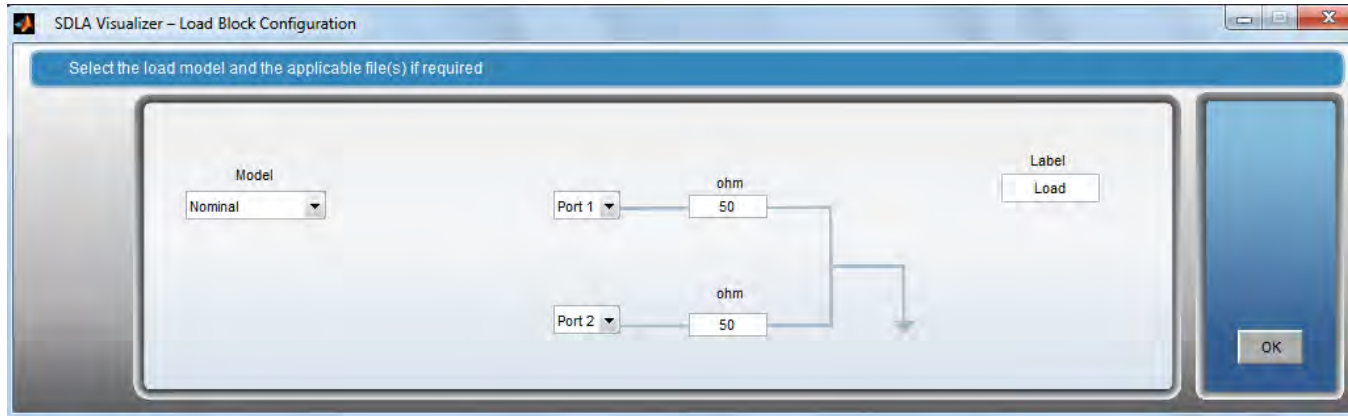 SDLA Visualizer – Load Block Configuration
Select the load model and the applicable file(s) if required
Model
Nominal
Port 1
ohm
50
Label
Load
Port 2
ohm
50
OK